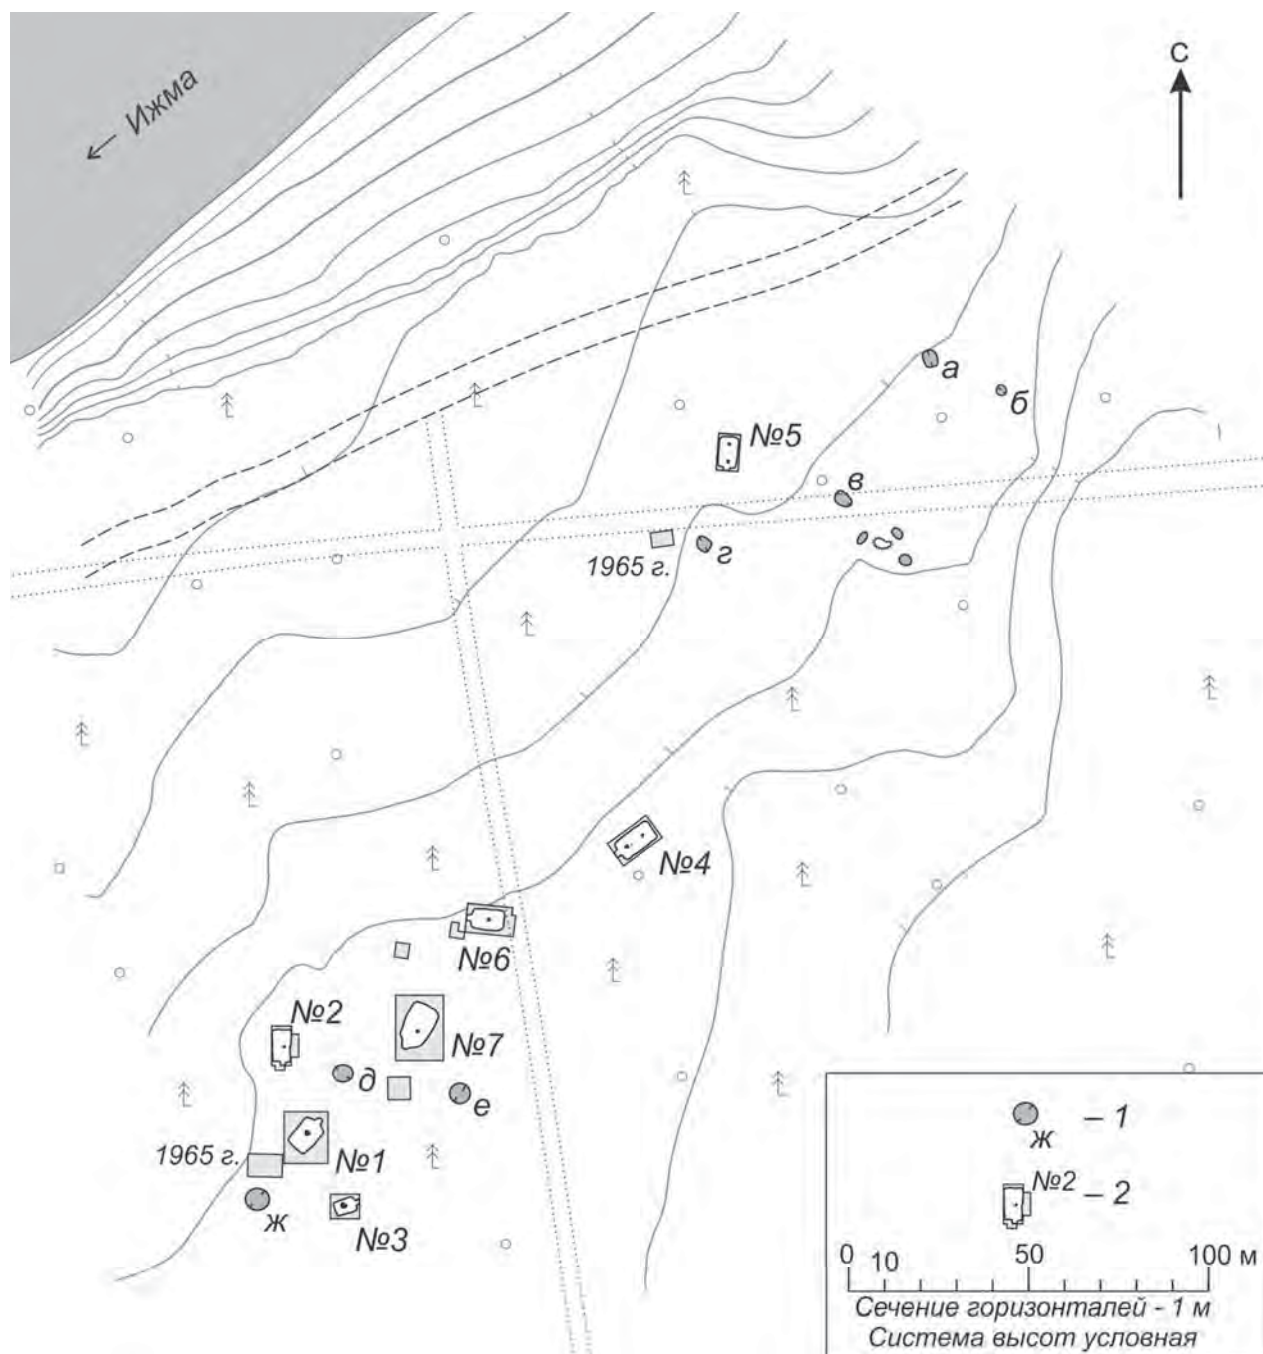 С
← Ижма
а
б
№5
в
г
1965 г.
№4
№6
№2
№7
д
е
1965 г.
№1
ж
№3
ж – 1
№2 – 2
0 10 50 100 м
Сечение горизонталей - 1 м
Система высот условная